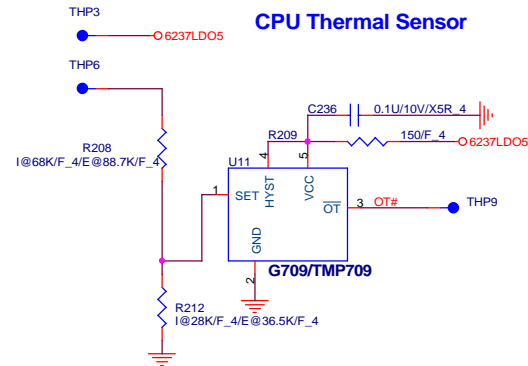 THP3
CPU Thermal Sensor
6237LDO5
THP6
C236
0.1U/10V/X5R_4
R208
I@68K/F_4/E@88.7K/F_4
R209
150/F_4
6237LDO5
U11
4
5
1
SET
HYST
VCC
OT
3
OT#
THP9
GND
G709/TMP709
2
R212
I@28K/F_4/E@36.5K/F_4